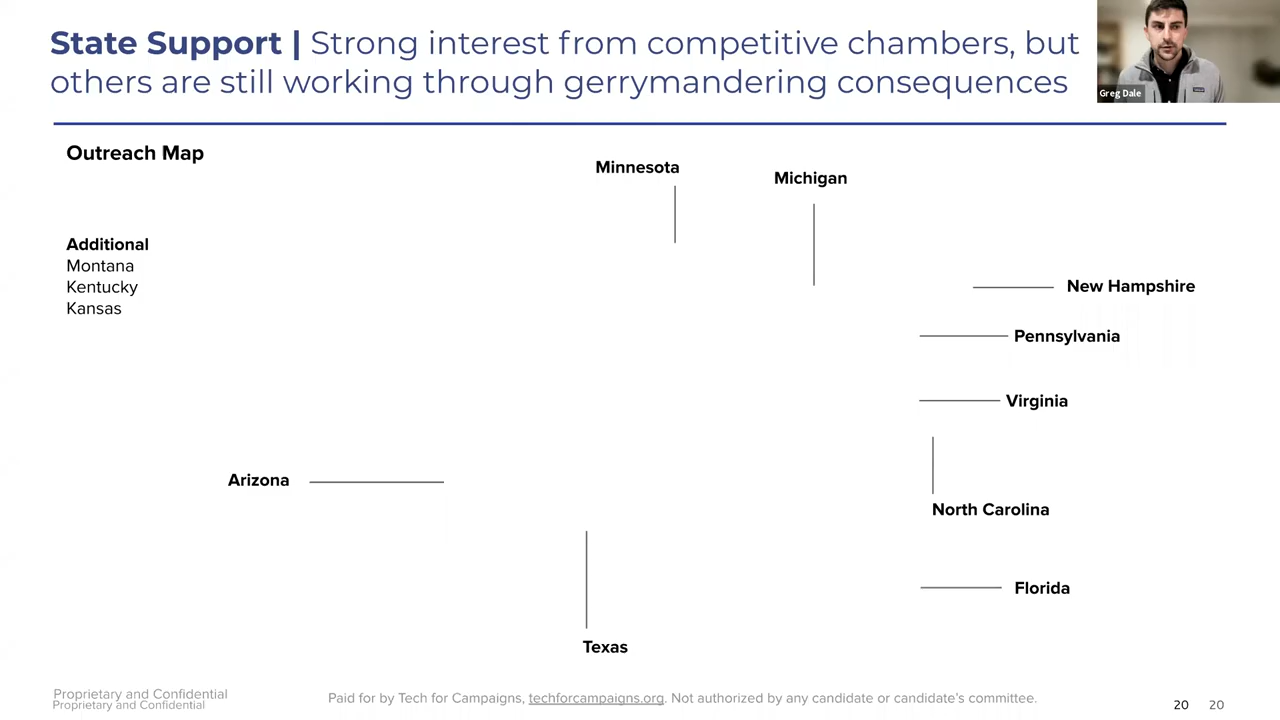 State Support | Strong interest from competitive chambers, but
others are still working through gerrymandering consequences
Greg Dale
Outreach Map
Minnesota
Michigan
Additional
Montana
Kentucky
Kansas
New Hampshire
Pennsylvania
Virginia
Arizona
North Carolina
Florida
Texas
Proprietary and Confidential
Proprietary and Confidential
Paid for by Tech for Campaigns, techforcampaigns.org. Not authorized by any candidate or candidate's committee.
20 20